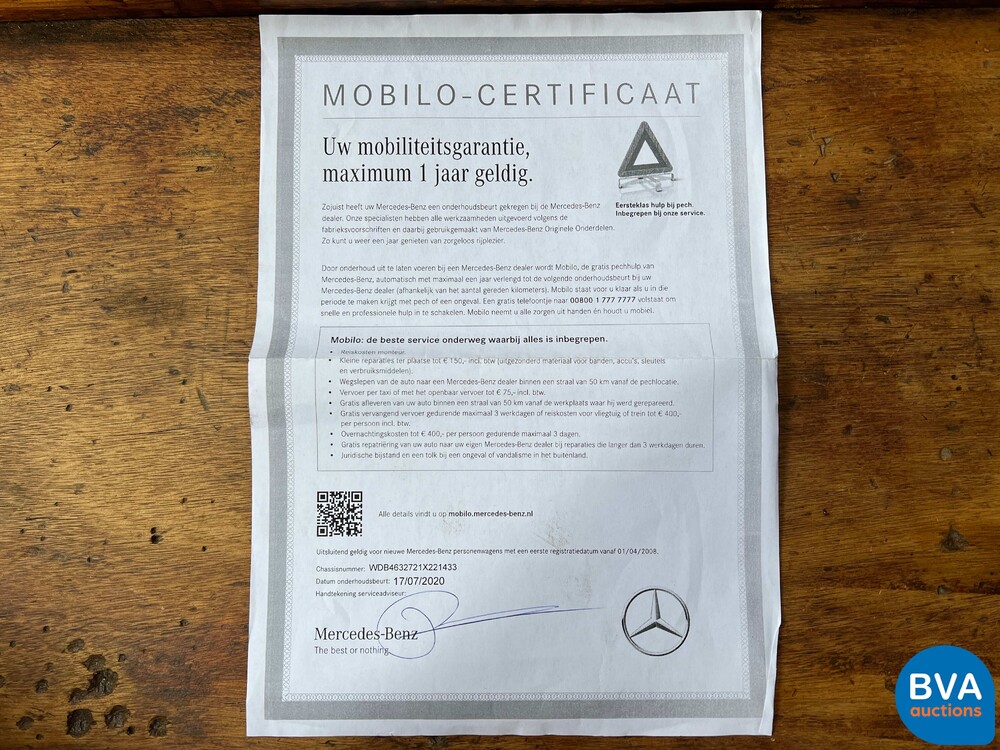 MOBILO-CERTIFICAAT
Uw mobiliteitsgarantie,
maximum 1 jaar geldig.
Eersteklas hulp bij pech.
Inbegrepen bij onze service.
Zojuist heeft uw Mercedes-Benz een onderhoudsbeurt gekregen bij de Mercedes-Benz
dealer. Onze specialisten hebben alle werkzaamheden uitgevoerd volgens de
fabrieksvoorschriften en daarbij gebruikgemaakt van Mercedes-Benz Originele Onderdelen.
Zo kunt u weer een jaar genieten van zorgeloos rijplezier.
Door onderhoud uit te laten voeren bij een Mercedes-Benz dealer wordt Mobilo, de gratis pechhulp van
Mercedes-Benz, automatisch met maximaal een jaar verlengd tot de volgende onderhoudsbeurt bij uw
Mercedes-Benz dealer (afhankelijk van het aantal gereden kilometers). Mobilo staat voor u klaar als u in die
periode te maken krijgt met pech of een ongeval. Een gratis telefoontje naar 00800 1 777 7777 volstaat om
snelle en professionele hulp in te schakelen. Mobilo neemt u alle zorgen uit handen én houdt u mobiel.
Mobilo: de beste service onderweg waarbij alles is inbegrepen.
• Reiskosten monteur.
• Kleine reparaties ter plaatse tot € 150,- incl. btw (uitgezonderd materiaal voor banden, accu's, sleutels
en verbruiksmiddelen).
• Wegslepen van de auto naar een Mercedes-Benz dealer binnen een straal van 50 km vanaf de pechlocatie.
• Vervoer per taxi of met het openbaar vervoer tot € 75,- incl. btw.
• Gratis afleveren van uw auto binnen een straal van 50 km vanaf de werkplaats waar hij werd gerepareerd.
• Gratis vervangend vervoer gedurende maximaal 3 werkdagen of reiskosten voor vliegtuig of trein tot € 400,-
per persoon incl. btw.
• Overnachtingskosten tot € 400,- per persoon gedurende maximaal 3 dagen.
• Gratis repatriëring van uw auto naar uw eigen Mercedes-Benz dealer bij reparaties die langer dan 3 werkdagen duren.
• Juridische bijstand en een tolk bij een ongeval of vandalisme in het buitenland.
Alle details vindt u op mobilo.mercedes-benz.nl
Uitsluitend geldig voor nieuwe Mercedes-Benz personenwagens met een eerste registratiedatum vanaf 01/04/2008.
Chassisnummer: WDB4632721X221433
Datum onderhoudsbeurt: 17/07/2020
Handtekening serviceadviseur:
Mercedes-Benz
The best or nothing.
BVA
auctions